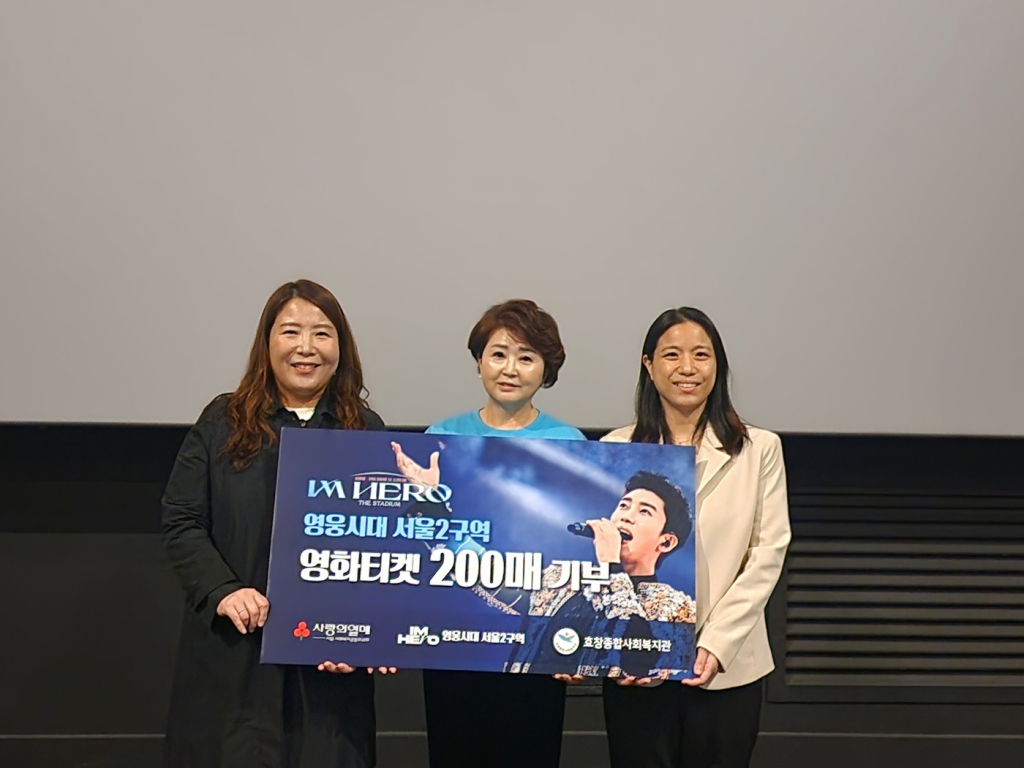 IM HERO
THE STADIUM
영웅시대 서울2구역
영화티켓 200매 기부
사랑의열매
IM HERO 영웅시대 서울2구역
효창종합사회복지관